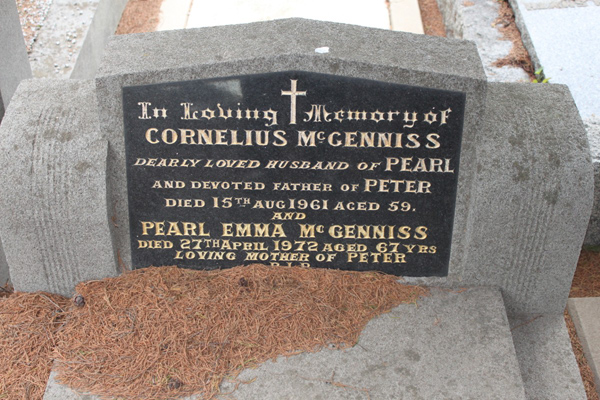 In Loving Memory of
CORNELIUS McGENNISS
DEARLY LOVED HUSBAND OF PEARL
AND DEVOTED FATHER OF PETER
DIED 15TH AUG 1961 AGED 59.
AND
PEARL EMMA McGENNISS
DIED 27TH APRIL 1972 AGED 67 YRS
LOVING MOTHER OF PETER
R.I.P.